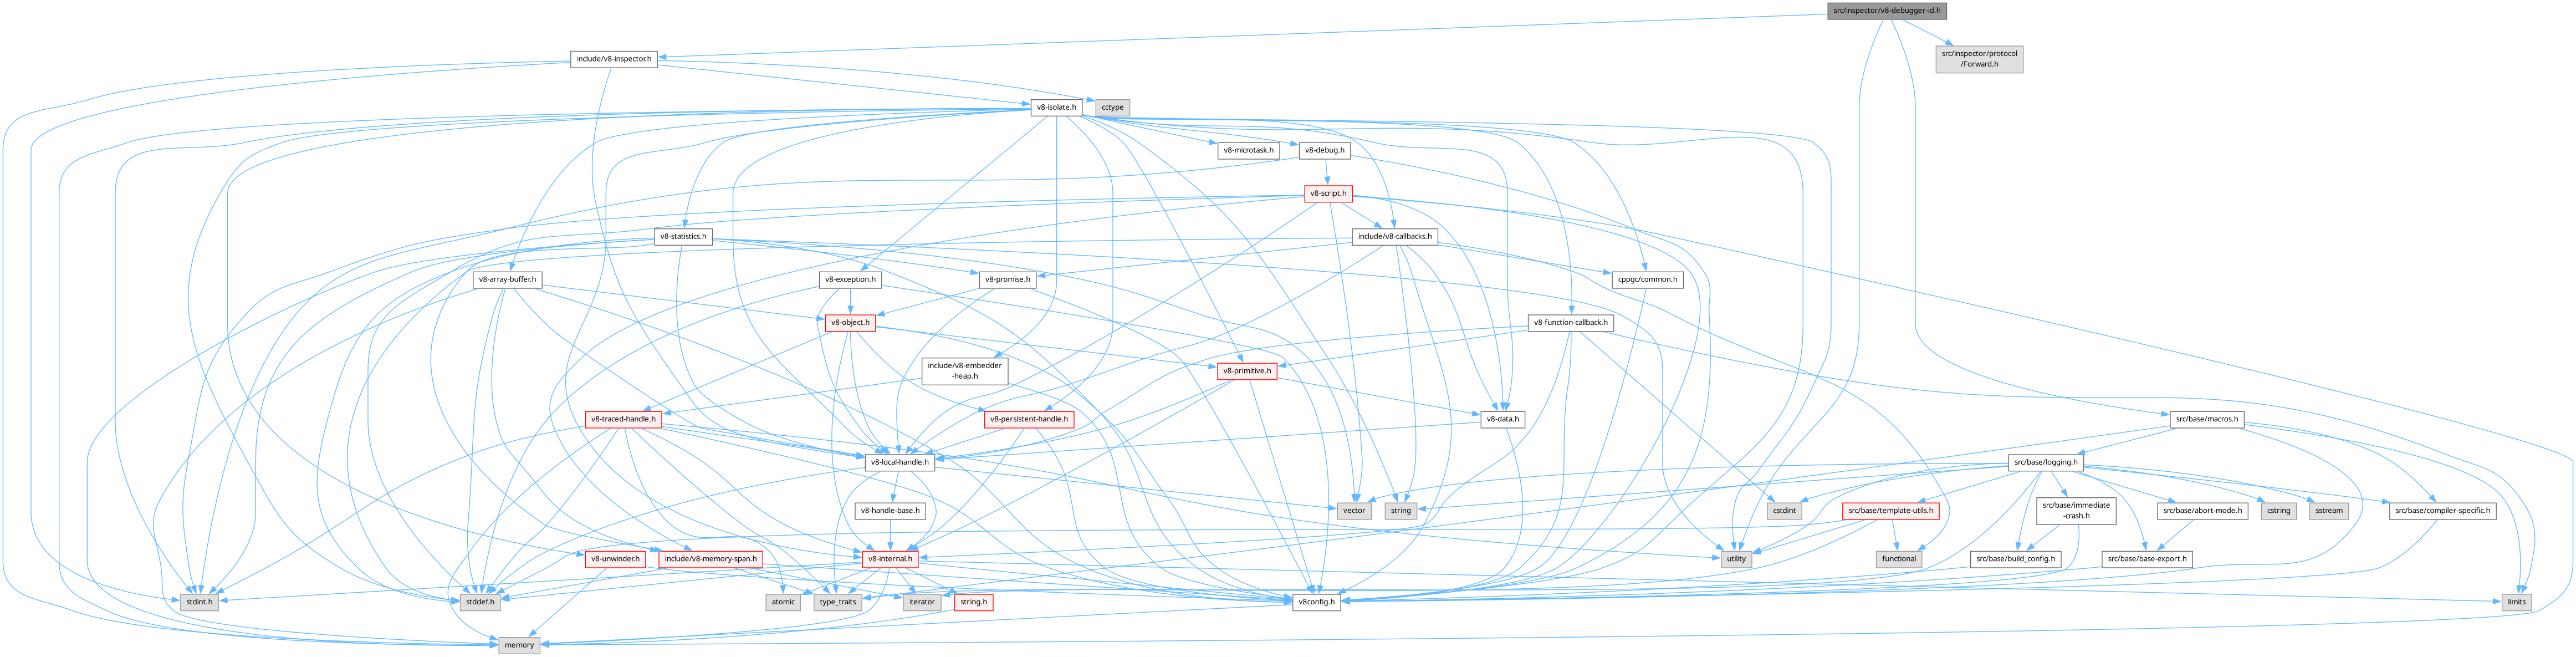 src/inspector/v8-debugger-id.h
include/v8-inspector.h
src/inspector/protocol
/Forward.h
v8-isolate.h
cctype
v8-microtask.h
v8-debug.h
v8-script.h
v8-statistics.h
include/v8-callbacks.h
v8-array-buffer.h
v8-exception.h
v8-promise.h
cppgc/common.h
v8-object.h
v8-function-callback.h
include/v8-embedder
-heap.h
v8-primitive.h
v8-traced-handle.h
v8-persistent-handle.h
v8-data.h
src/base/macros.h
v8-local-handle.h
src/base/logging.h
v8-handle-base.h
vector
string
cstdint
src/base/template-utils.h
src/base/immediate
-crash.h
src/base/abort-mode.h
cstring
sstream
src/base/compiler-specific.h
v8-unwinder.h
include/v8-memory-span.h
v8-internal.h
utility
functional
src/base/build_config.h
src/base/base-export.h
stdint.h
stddef.h
atomic
type_traits
iterator
string.h
v8config.h
limits
memory